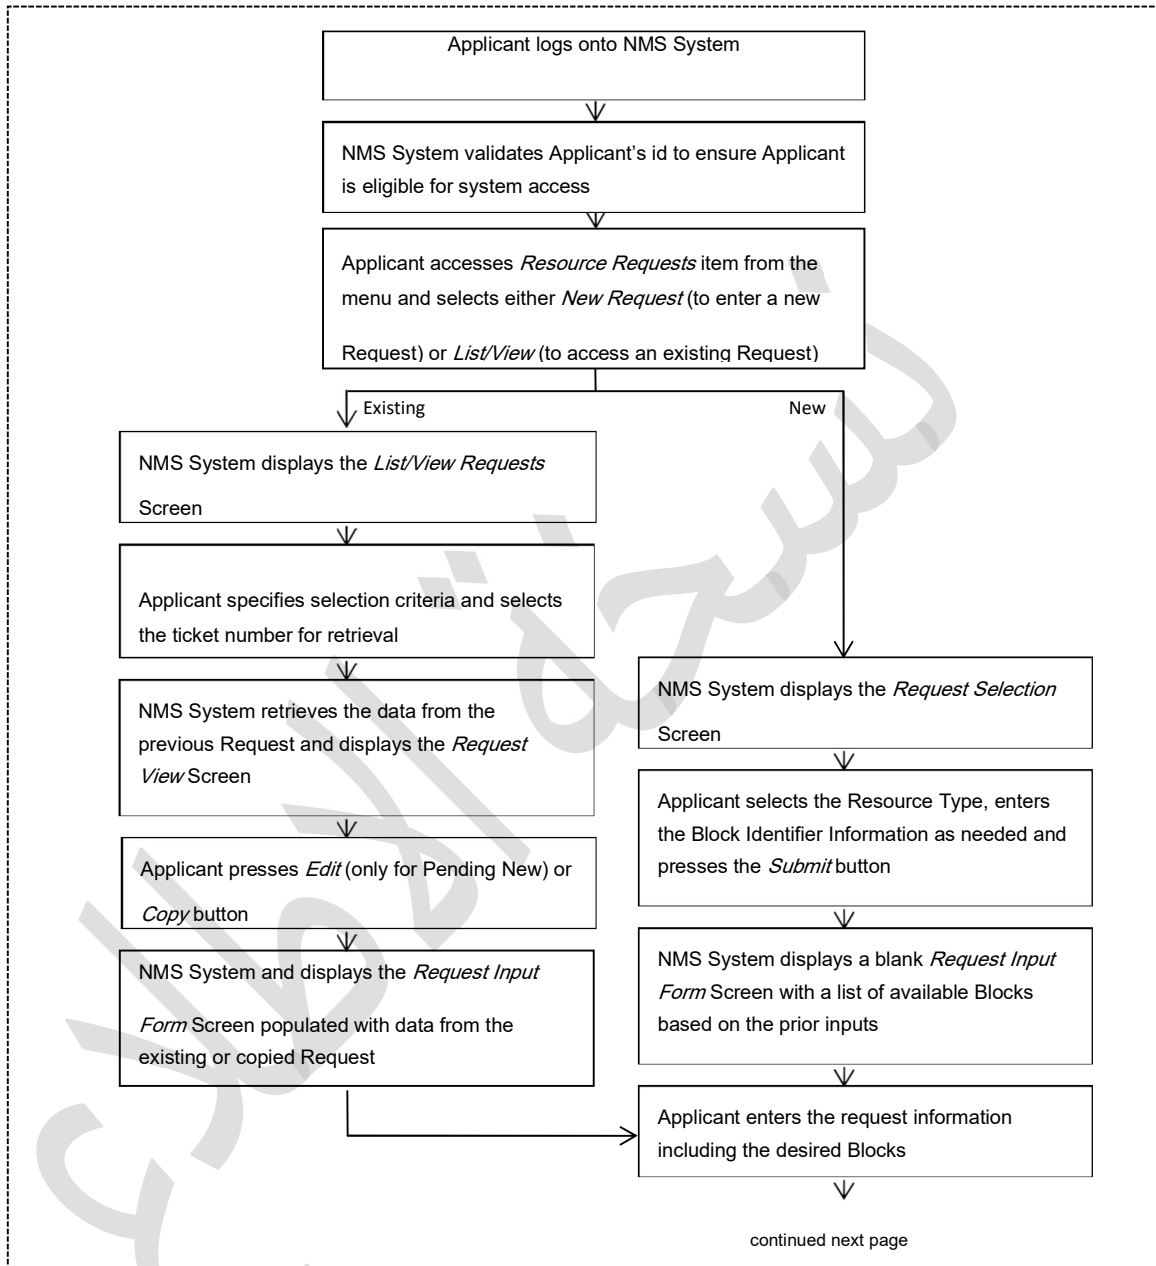 Applicant logs onto NMS System
NMS System validates Applicant’s id to ensure Applicant
is eligible for system access
Applicant accesses Resource Requests item from the
menu and selects either New Request (to enter a new
Request) or List/View (to access an existing Request)
Existing
New
NMS System displays the List/View Requests
Screen
Applicant specifies selection criteria and selects
the ticket number for retrieval
NMS System retrieves the data from the
previous Request and displays the Request
View Screen
Applicant presses Edit (only for Pending New) or
Copy button
NMS System and displays the Request Input
Form Screen populated with data from the
existing or copied Request
NMS System displays the Request Selection
Screen
Applicant selects the Resource Type, enters
the Block Identifier Information as needed and
presses the Submit button
NMS System displays a blank Request Input
Form Screen with a list of available Blocks
based on the prior inputs
Applicant enters the request information
including the desired Blocks
continued next page
نسخة الاطلاع